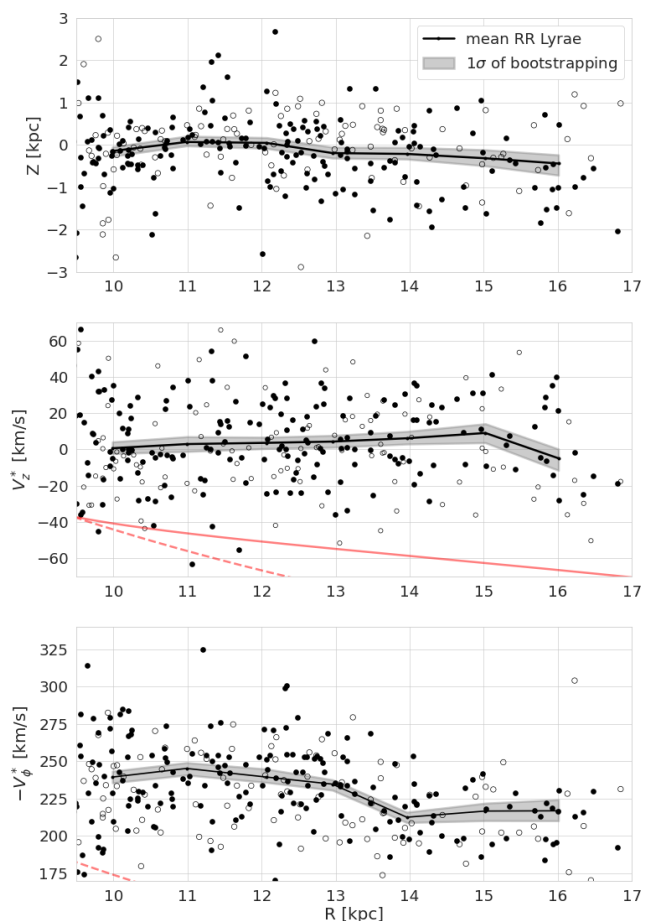 3
2
1
0
−1
−2
−3
Z [kpc]
mean RR Lyrae
1σ of bootstrapping
10 11 12 13 14 15 16 17
60
40
20
0
−20
−40
−60
V_z^* [km/s]
10 11 12 13 14 15 16 17
325
300
275
250
225
200
175
−V_ϕ^* [km/s]
10 11 12 13 14 15 16 17
R [kpc]